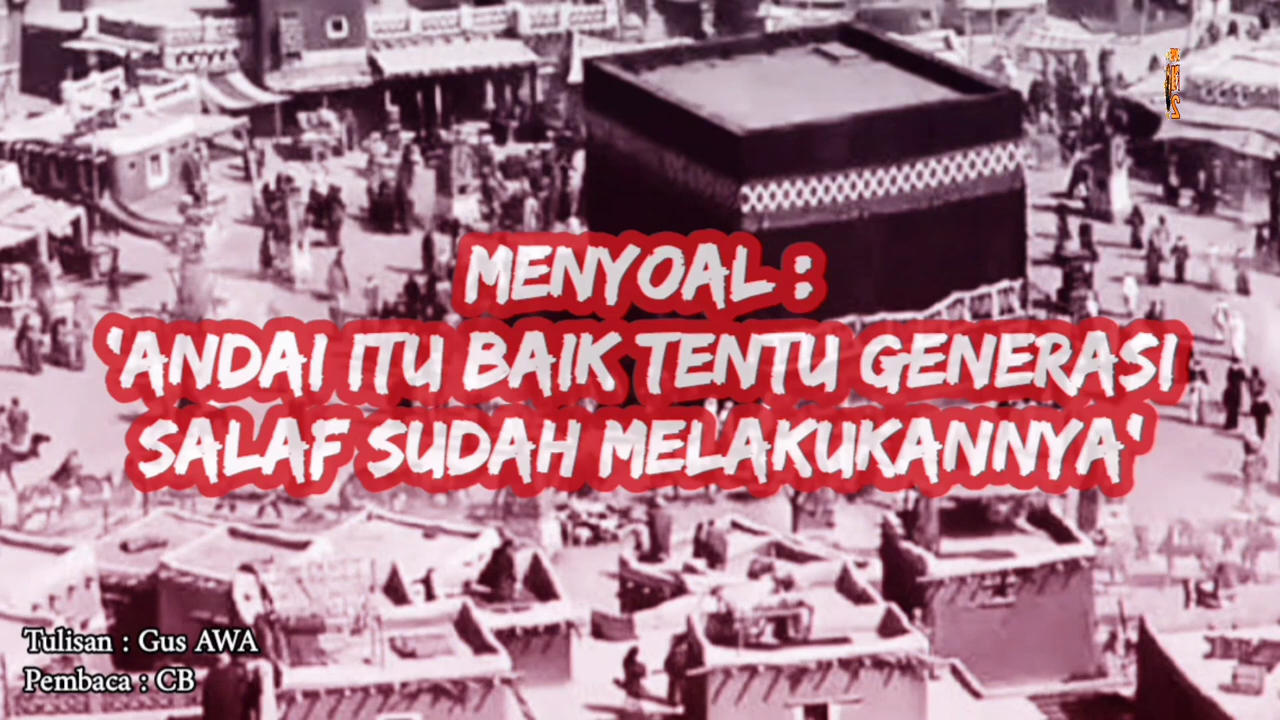 MENYOAL :
'ANDAI ITU BAIK TENTU GENERASI
SALAF SUDAH MELAKUKANNYA'
Tulisan : Gus AWA
Pembaca : CB